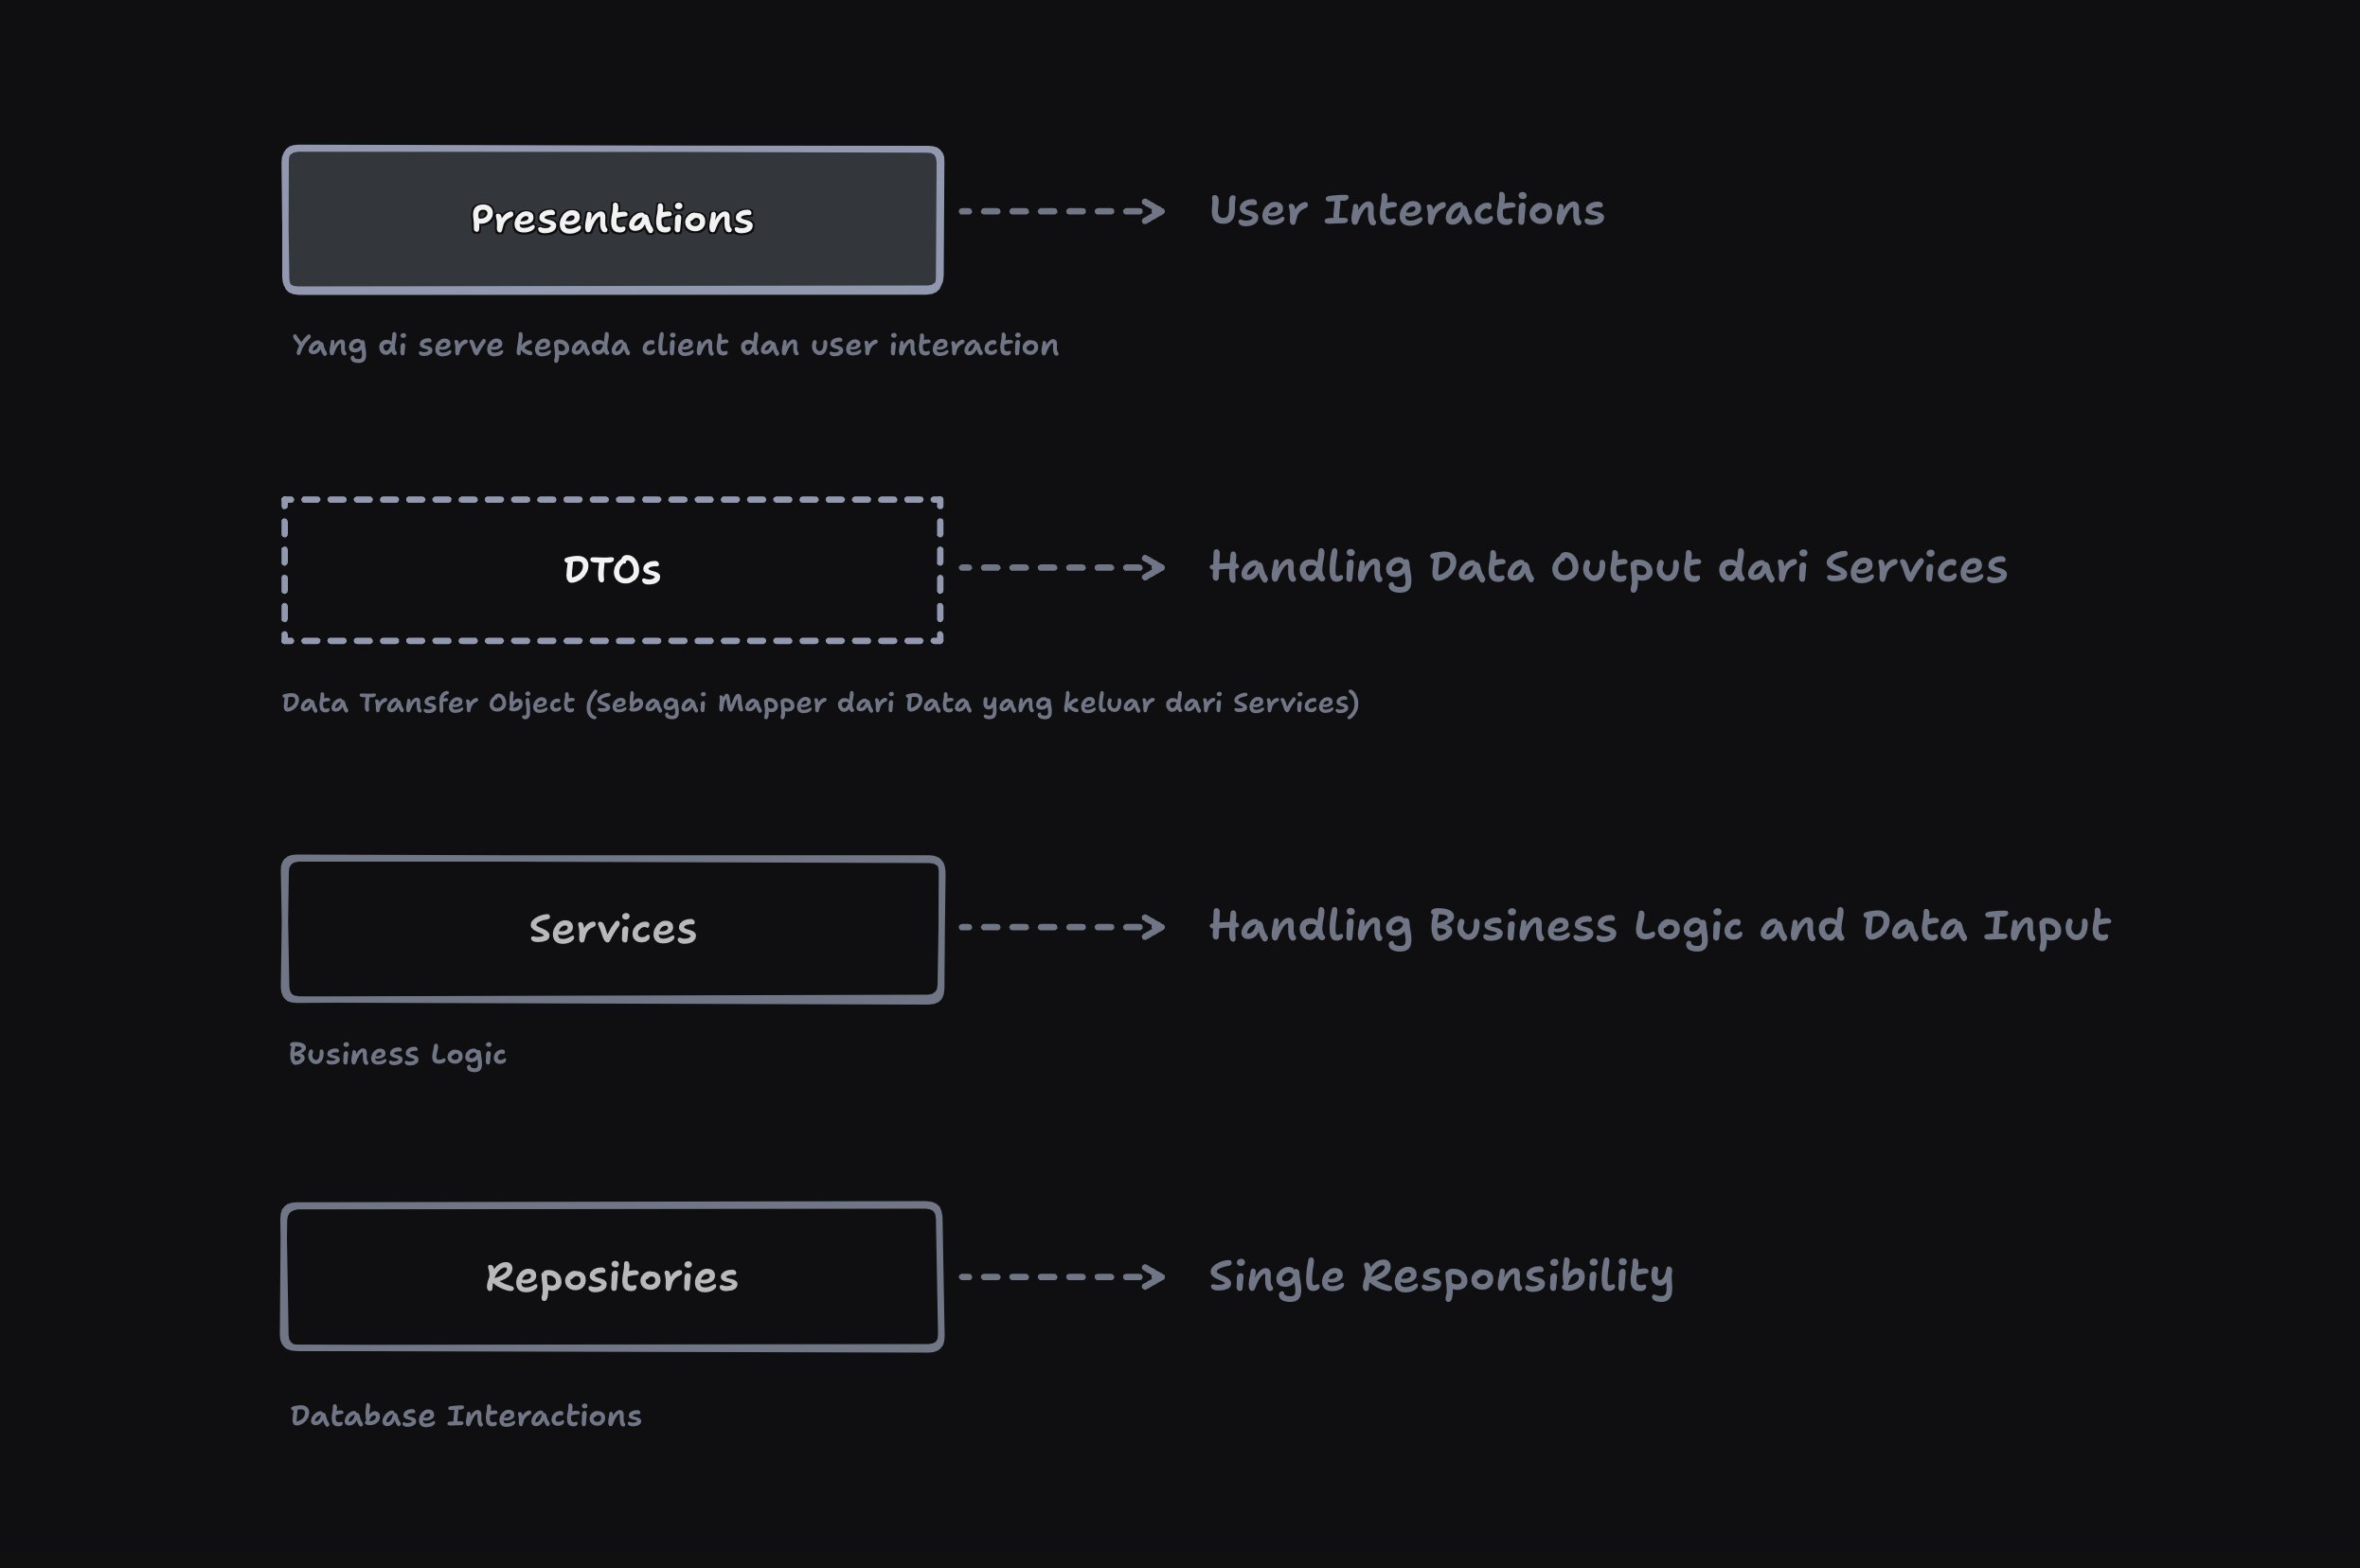 Presentations
User Interactions
Yang di serve kepada client dan user interaction
DTOs
Handling Data Output dari Services
Data Transfer Object (Sebagai Mapper dari Data yang keluar dari Services)
Services
Handling Business Logic and Data Input
Business Logic
Repositories
Single Responsibility
Database Interactions